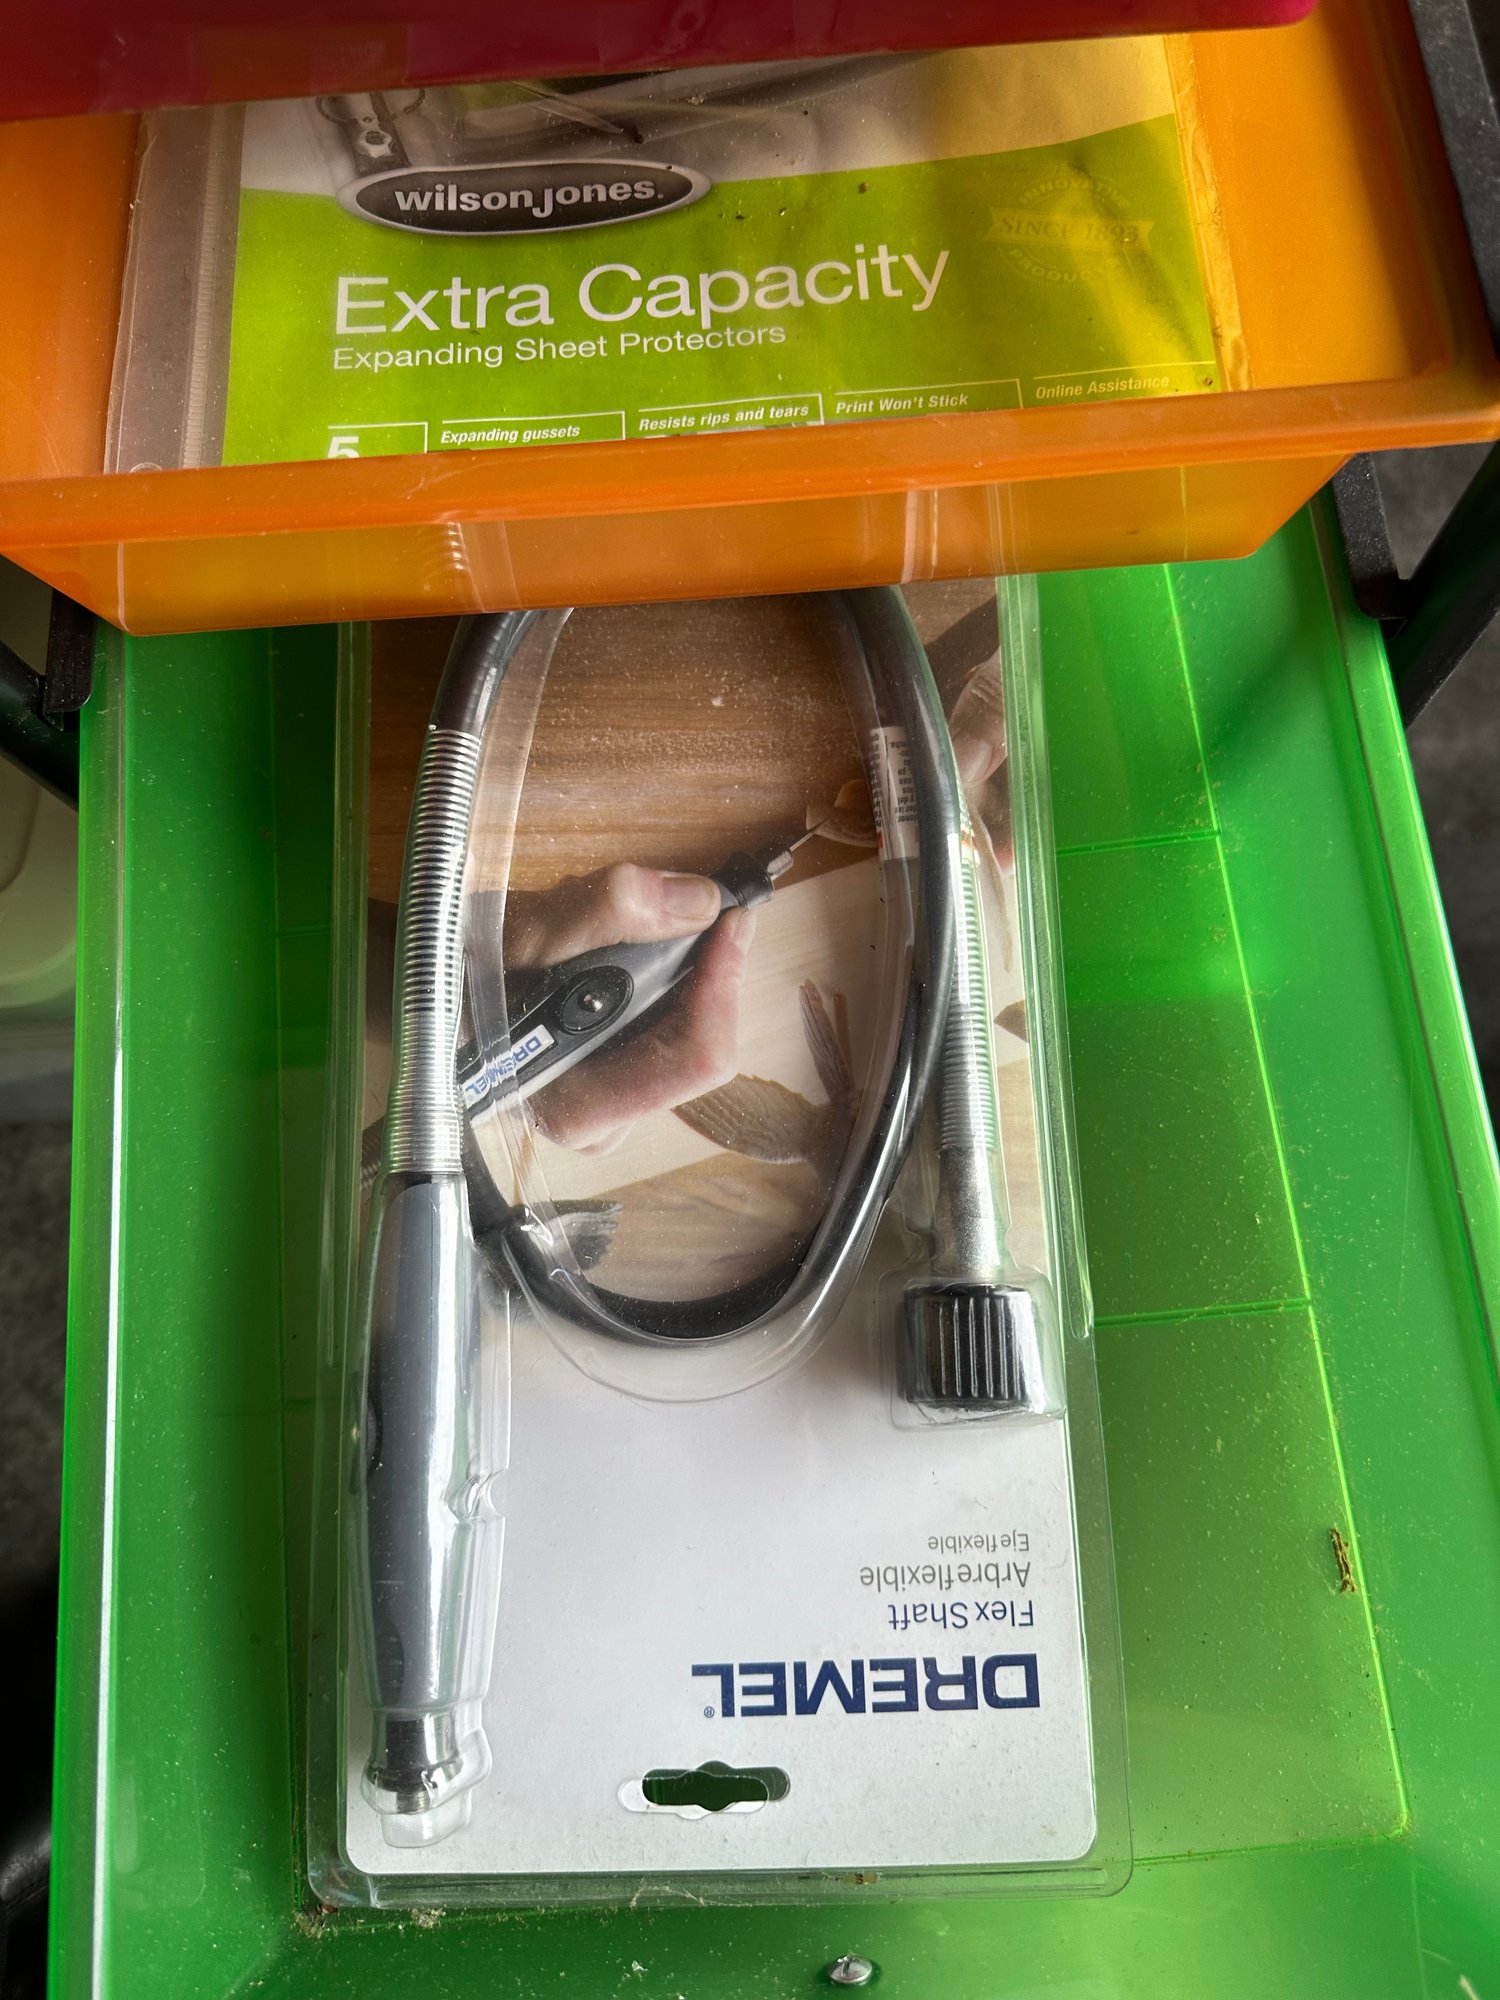 wilsonjones®
SINCE 1893
Extra Capacity
Expanding Sheet Protectors
5
Expanding gussets
Resists rips and tears
Print Won't Stick
Online Assistance
DREMEL
DREMEL®
Flex Shaft
Arbre flexible
Eje flexible